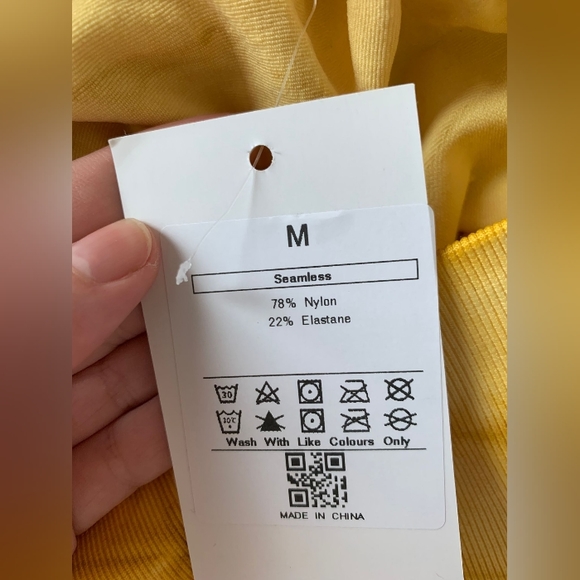 M
Seamless
78% Nylon
22% Elastane
30
30°C
Wash With Like Colours Only
MADE IN CHINA